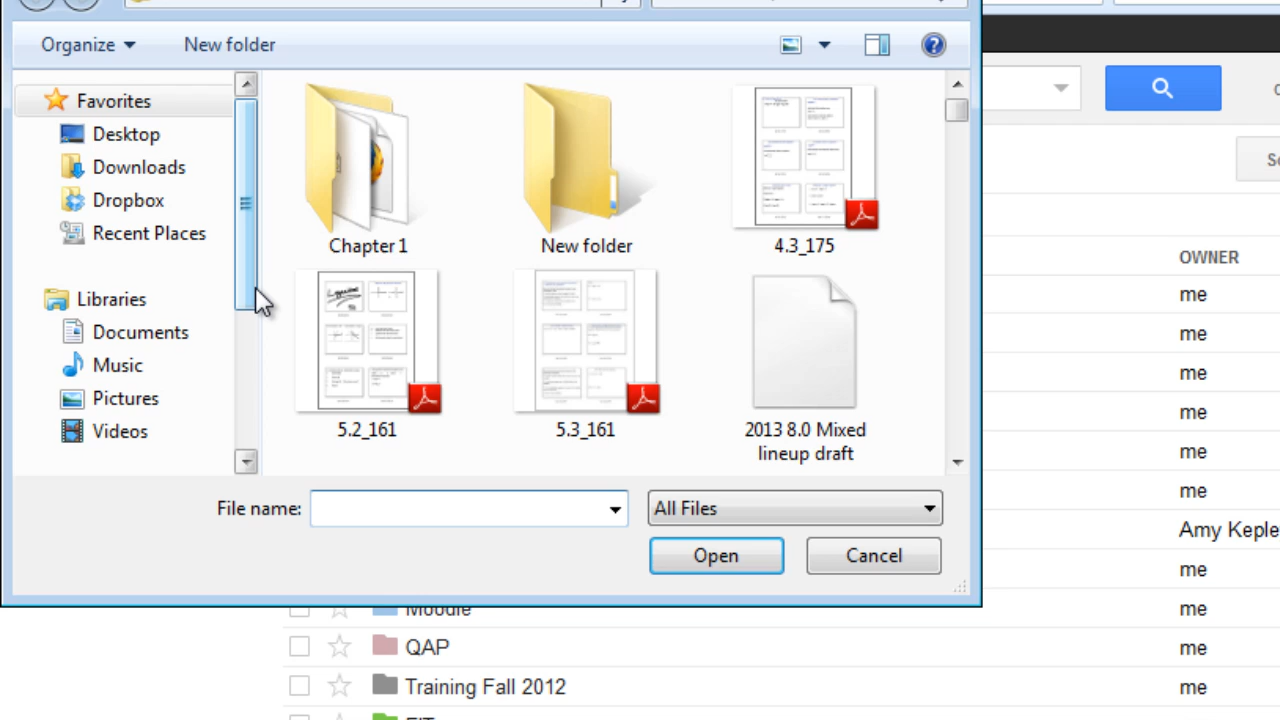 Organize
New folder
Favorites
Desktop
Downloads
Dropbox
Recent Places
Libraries
Documents
Music
Pictures
Videos
Chapter 1
New folder
4.3_175
5.2_161
5.3_161
2013 8.0 Mixed
lineup draft
File name:
All Files
Open
Cancel
OWNER
me
me
me
me
me
me
Amy Keple
me
Moodle
me
QAP
me
Training Fall 2012
me